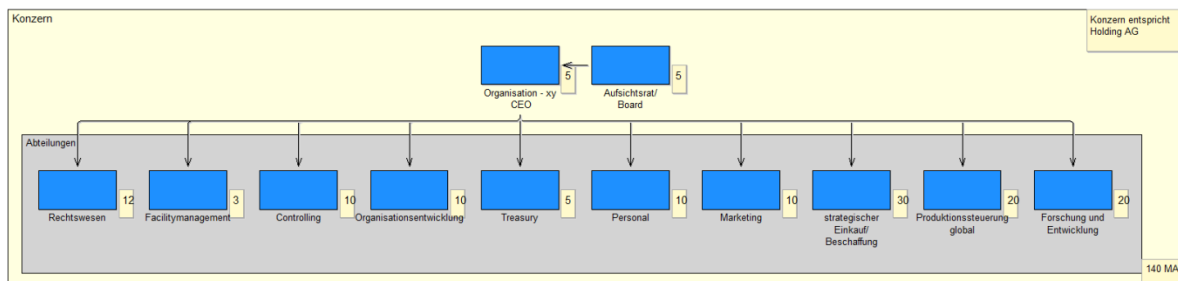 Konzern
Konzern entspricht
Holding AG
5
5
Organisation - xy
CEO
Aufsichtsrat/
Board
Abteilungen
12
3
10
10
5
10
10
30
20
20
Rechtswesen
Facilitymanagement
Controlling
Organisationsentwicklung
Treasury
Personal
Marketing
strategischer
Einkauf/
Beschaffung
Produktionssteuerung
global
Forschung und
Entwicklung
140 MA